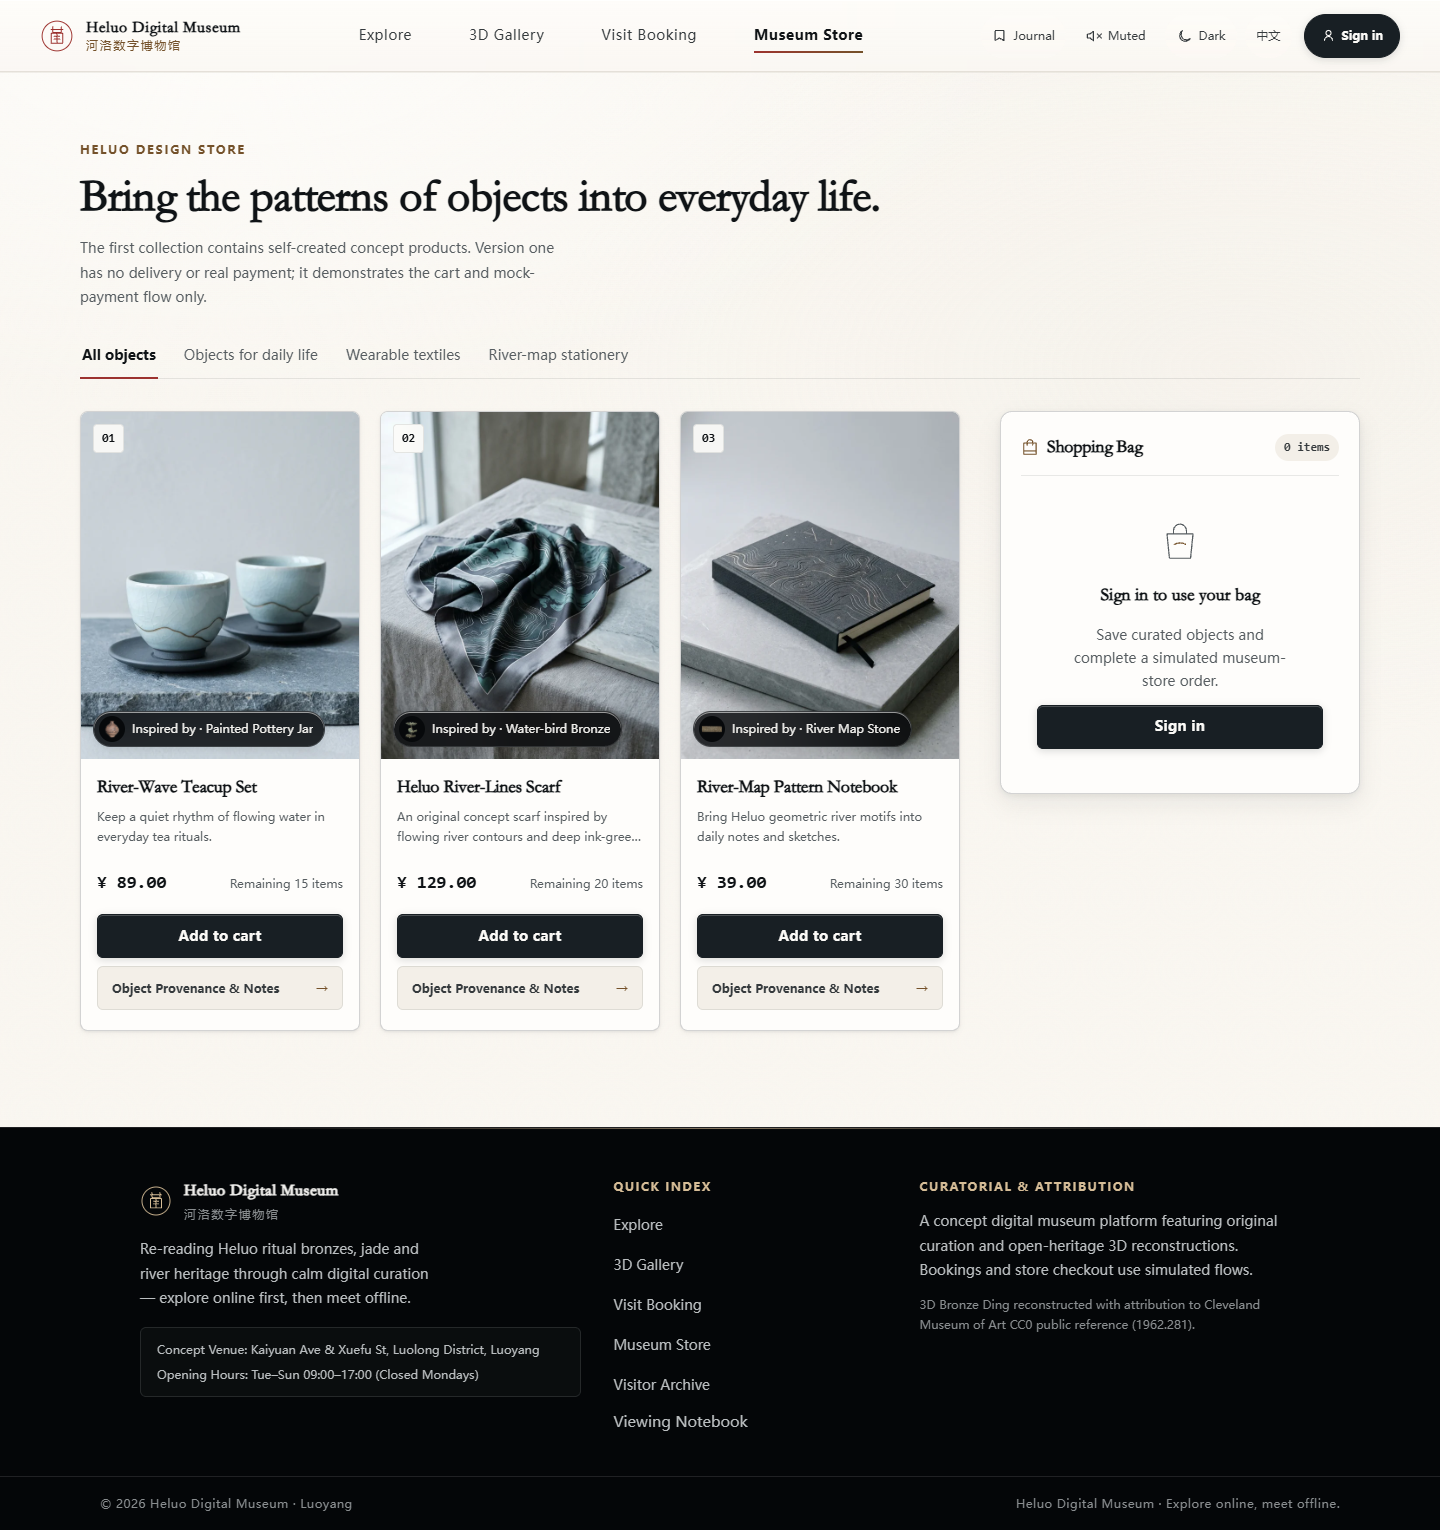 Heluo Digital Museum
河洛数字博物馆
Explore
3D Gallery
Visit Booking
Museum Store
Journal
Muted
Dark
中文
Sign in
HELUO DESIGN STORE
Bring the patterns of objects into everyday life.
The first collection contains self-created concept products. Version one
has no delivery or real payment; it demonstrates the cart and mock-
payment flow only.
All objects
Objects for daily life
Wearable textiles
River-map stationery
01
Inspired by · Painted Pottery Jar
River-Wave Teacup Set
Keep a quiet rhythm of flowing water in
everyday tea rituals.
¥ 89.00
Remaining 15 items
Add to cart
Object Provenance & Notes →
02
Inspired by · Water-bird Bronze
Heluo River-Lines Scarf
An original concept scarf inspired by
flowing river contours and deep ink-gree...
¥ 129.00
Remaining 20 items
Add to cart
Object Provenance & Notes →
03
Inspired by · River Map Stone
River-Map Pattern Notebook
Bring Heluo geometric river motifs into
daily notes and sketches.
¥ 39.00
Remaining 30 items
Add to cart
Object Provenance & Notes →
Shopping Bag
0 items
Sign in to use your bag
Save curated objects and
complete a simulated museum-
store order.
Sign in
Heluo Digital Museum
河洛数字博物馆
Re-reading Heluo ritual bronzes, jade and
river heritage through calm digital curation
— explore online first, then meet offline.
Concept Venue: Kaiyuan Ave & Xuefu St, Luolong District, Luoyang
Opening Hours: Tue–Sun 09:00–17:00 (Closed Mondays)
QUICK INDEX
Explore
3D Gallery
Visit Booking
Museum Store
Visitor Archive
Viewing Notebook
CURATORIAL & ATTRIBUTION
A concept digital museum platform featuring original
curation and open-heritage 3D reconstructions.
Bookings and store checkout use simulated flows.
3D Bronze Ding reconstructed with attribution to Cleveland
Museum of Art CC0 public reference (1962.281).
© 2026 Heluo Digital Museum · Luoyang
Heluo Digital Museum · Explore online, meet offline.